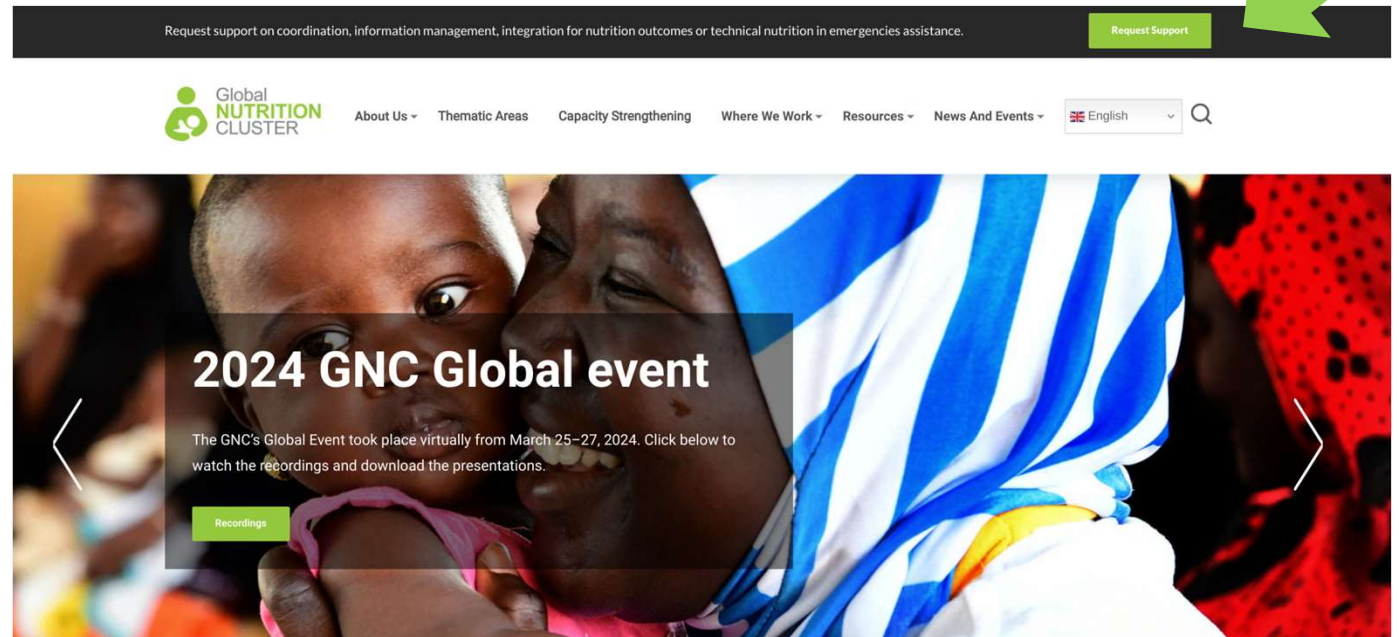 Request support on coordination, information management, integration for nutrition outcomes or technical nutrition in emergencies assistance.
Request Support
Global
NUTRITION
CLUSTER
About Us
Thematic Areas
Capacity Strengthening
Where We Work
Resources
News And Events
English
2024 GNC Global event
The GNC's Global Event took place virtually from March 25–27, 2024. Click below to
watch the recordings and download the presentations.
Recordings